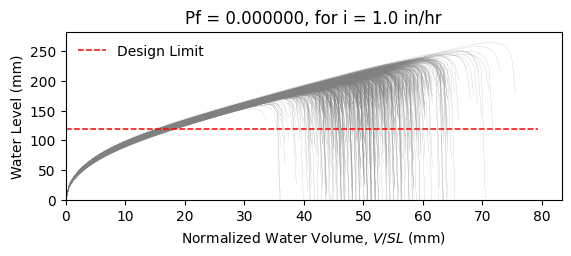 Pf = 0.000000, for i = 1.0 in/hr
Design Limit
Water Level (mm)
250
200
150
100
50
0
0 10 20 30 40 50 60 70 80
Normalized Water Volume, V/SL (mm)